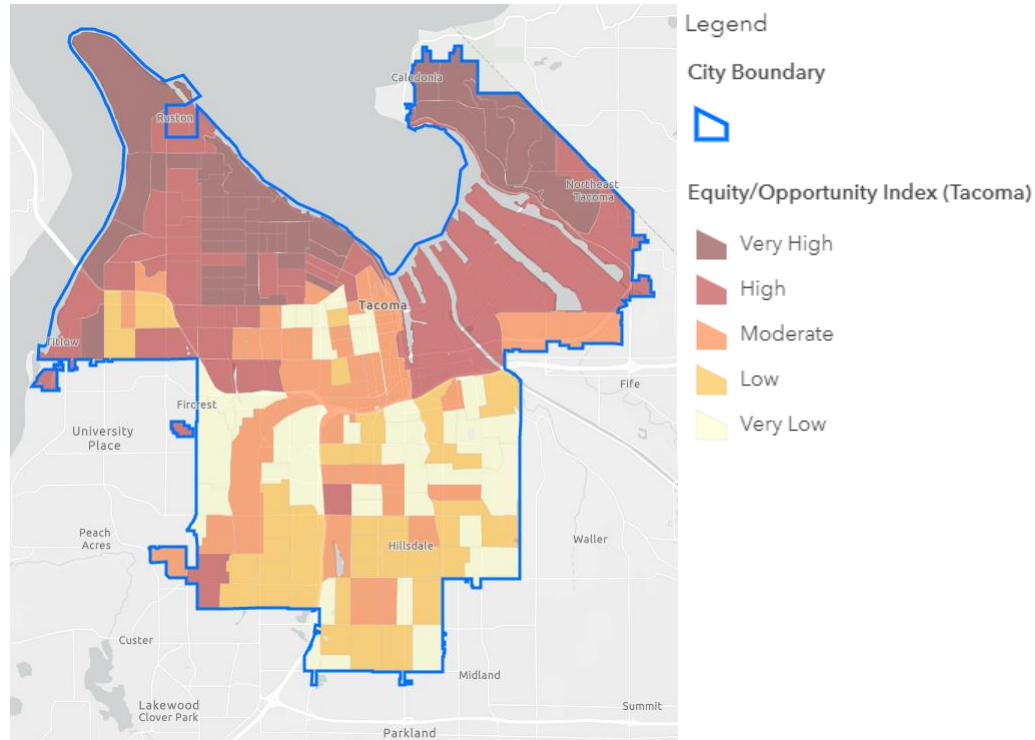 Caledonia
Ruston
Northeast
Tacoma
Tacoma
Titlow
Fife
Fircrest
University
Place
Peach
Acres
Hillsdale
Waller
Custer
Midland
Lakewood
Clover Park
Summit
Parkland
Legend
City Boundary
Equity/Opportunity Index (Tacoma)
Very High
High
Moderate
Low
Very Low